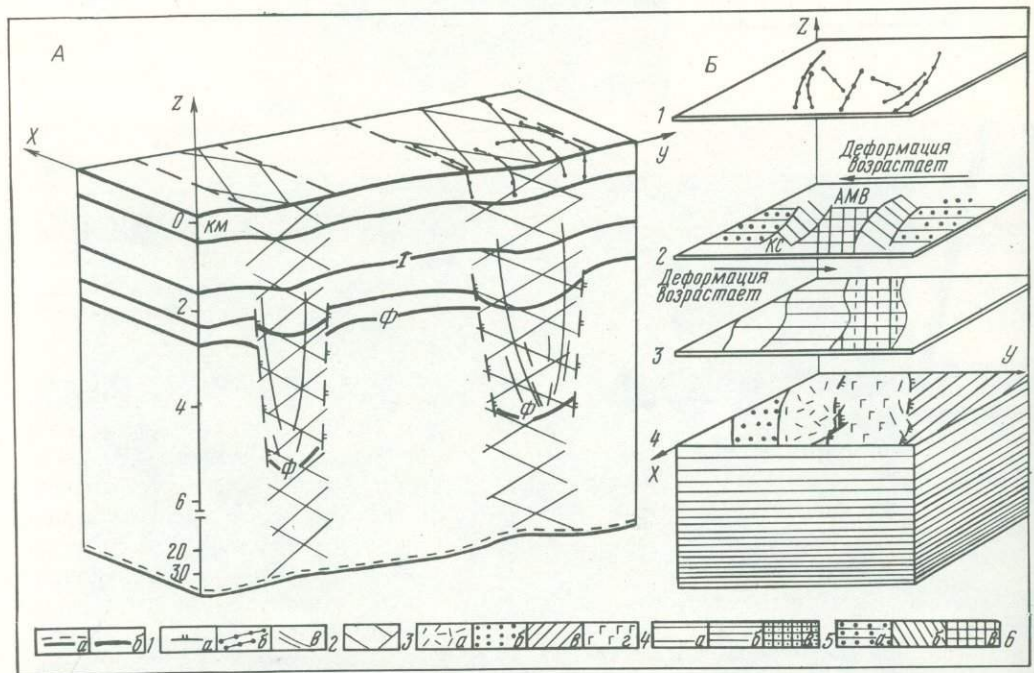 А
Z
X
У
0
км
I
2
Ф
4
Ф
Ф
6
20
30
Б
Z
1
Деформация
возрастает
АМВ
КС
2
Деформация
возрастает
3
У
4
X
а б 1 а б в 2 3 а б в г 4 а б в 5 а б в 6